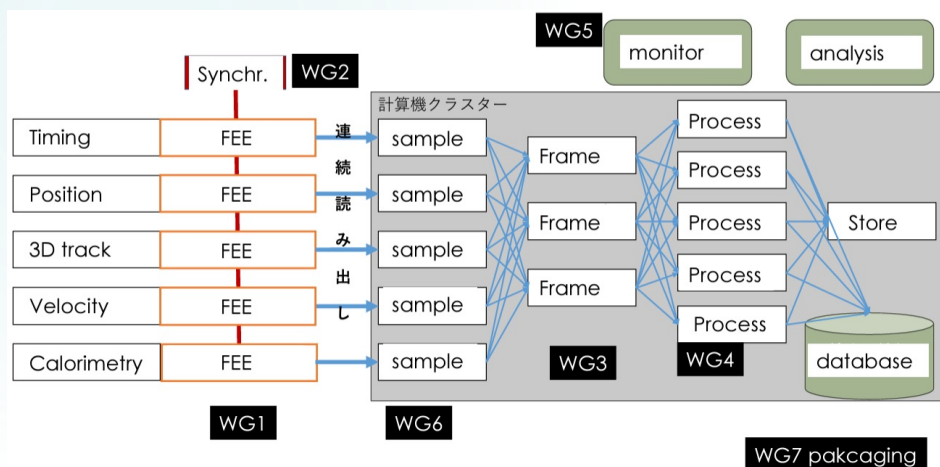 WG5
monitor
analysis
Synchr.
WG2
計算機クラスター
Timing
FEE
sample
Process
Position
FEE
sample
Frame
Process
3D track
FEE
sample
Frame
Process
Store
Velocity
FEE
sample
Frame
Process
Calorimetry
FEE
sample
Process
database
連続読み出し
WG3
WG4
WG1
WG6
WG7 pakcaging